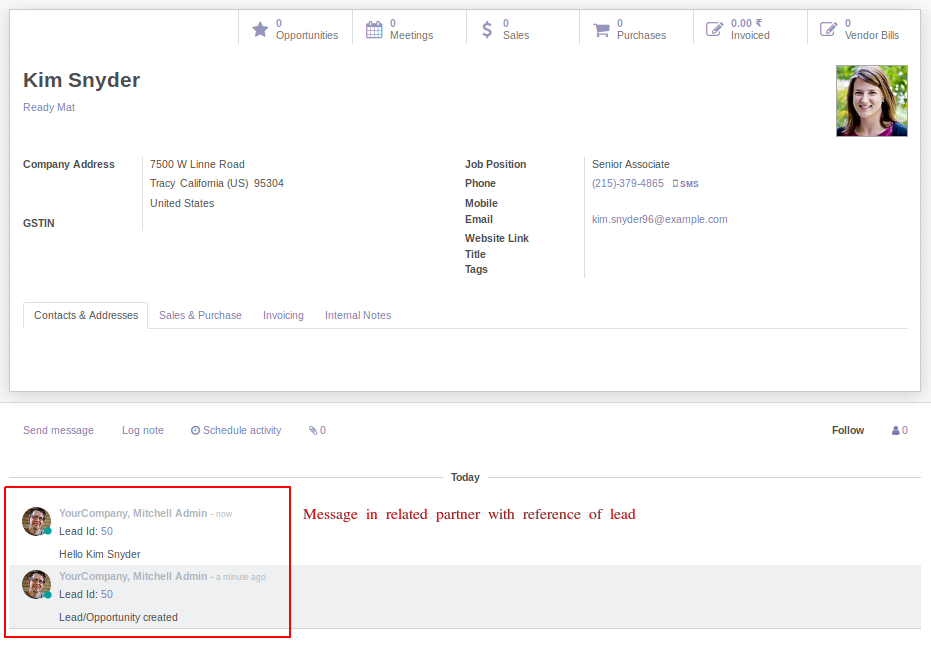 0 Opportunities
0 Meetings
0 Sales
0 Purchases
0.00 ₹ Invoiced
0 Vendor Bills
Kim Snyder
Ready Mat
Company Address
7500 W Linne Road
Tracy California (US) 95304
United States
GSTIN
Job Position Senior Associate
Phone (215)-379-4865 SMS
Mobile
Email kim.snyder96@example.com
Website Link
Title
Tags
Contacts & Addresses Sales & Purchase Invoicing Internal Notes
Send message Log note Schedule activity 0 Follow 0
Today
YourCompany, Mitchell Admin - now
Lead Id: 50
Hello Kim Snyder
Message in related partner with reference of lead
YourCompany, Mitchell Admin - a minute ago
Lead Id: 50
Lead/Opportunity created